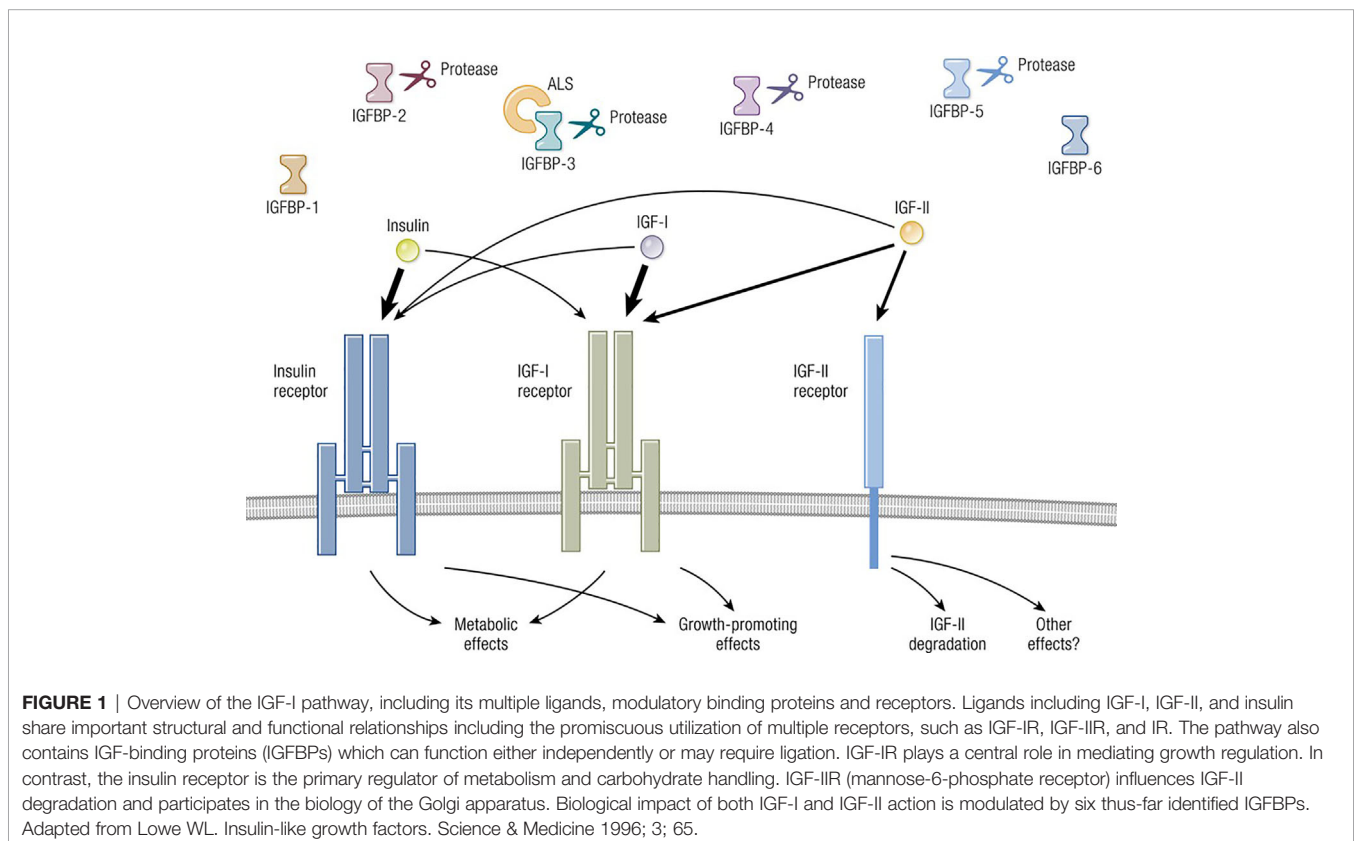 Protease
IGFBP-2
ALS
Protease
IGFBP-3
Protease
IGFBP-4
Protease
IGFBP-5
IGFBP-6
IGFBP-1
Insulin
IGF-I
IGF-II
Insulin
receptor
IGF-I
receptor
IGF-II
receptor
Metabolic
effects
Growth-promoting
effects
IGF-II
degradation
Other
effects?
FIGURE 1 | Overview of the IGF-I pathway, including its multiple ligands, modulatory binding proteins and receptors. Ligands including IGF-I, IGF-II, and insulin
share important structural and functional relationships including the promiscuous utilization of multiple receptors, such as IGF-IR, IGF-IIR, and IR. The pathway also
contains IGF-binding proteins (IGFBPs) which can function either independently or may require ligation. IGF-IR plays a central role in mediating growth regulation. In
contrast, the insulin receptor is the primary regulator of metabolism and carbohydrate handling. IGF-IIR (mannose-6-phosphate receptor) influences IGF-II
degradation and participates in the biology of the Golgi apparatus. Biological impact of both IGF-I and IGF-II action is modulated by six thus-far identified IGFBPs.
Adapted from Lowe WL. Insulin-like growth factors. Science & Medicine 1996; 3; 65.